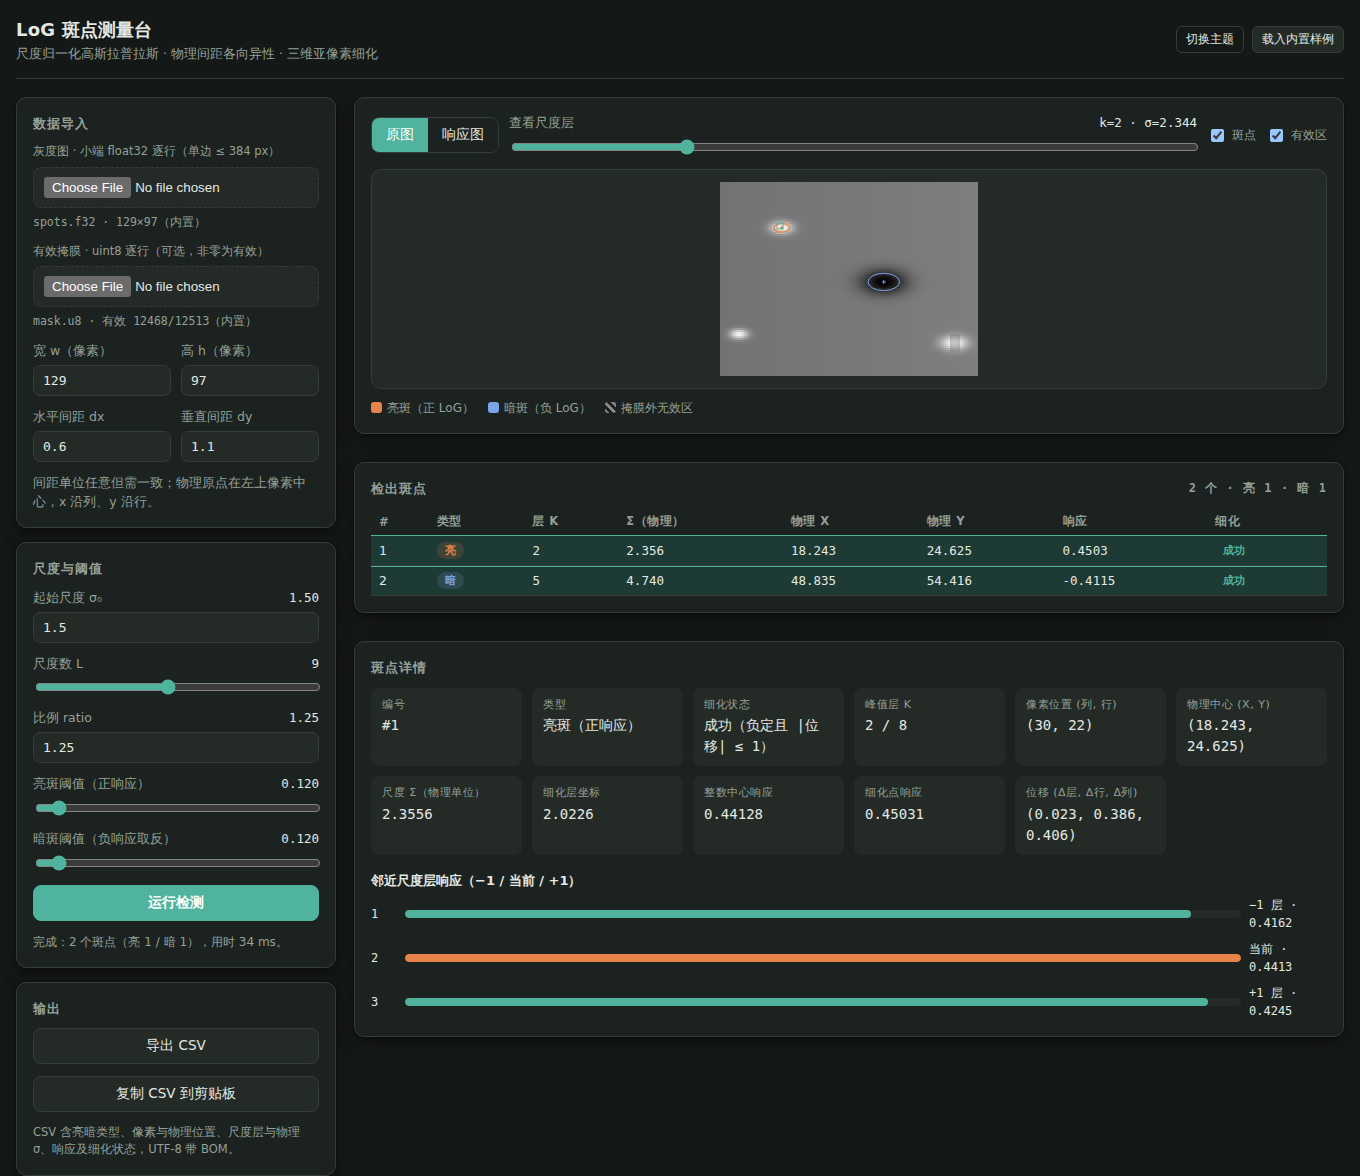 LoG 斑点测量台
尺度归一化高斯拉普拉斯 · 物理间距各向异性 · 三维亚像素细化
切换主题
载入内置样例
数据导入
灰度图 · 小端 float32 逐行（单边 ≤ 384 px）
Choose File No file chosen
spots.f32 · 129×97（内置）
有效掩膜 · uint8 逐行（可选，非零为有效）
Choose File No file chosen
mask.u8 · 有效 12468/12513（内置）
宽 w（像素） 高 h（像素）
129 97
水平间距 dx 垂直间距 dy
0.6 1.1
间距单位任意但需一致；物理原点在左上像素中
心，x 沿列、y 沿行。
尺度与阈值
起始尺度 σ₀ 1.50
1.5
尺度数 L 9
比例 ratio 1.25
1.25
亮斑阈值（正响应） 0.120
暗斑阈值（负响应取反） 0.120
运行检测
完成：2 个斑点（亮 1 / 暗 1），用时 34 ms。
输出
导出 CSV
复制 CSV 到剪贴板
CSV 含亮暗类型、像素与物理位置、尺度层与物理
σ、响应及细化状态，UTF-8 带 BOM。
原图 响应图
查看尺度层 k=2 · σ=2.344
斑点 有效区
亮斑（正 LoG） 暗斑（负 LoG） 掩膜外无效区
检出斑点 2 个 · 亮 1 · 暗 1
# 类型 层 K Σ（物理） 物理 X 物理 Y 响应 细化
1 亮 2 2.356 18.243 24.625 0.4503 成功
2 暗 5 4.740 48.835 54.416 -0.4115 成功
斑点详情
编号
#1
类型
亮斑（正响应）
细化状态
成功（负定且 |位
移| ≤ 1）
峰值层 K
2 / 8
像素位置 (列, 行)
(30, 22)
物理中心 (X, Y)
(18.243,
24.625)
尺度 Σ（物理单位）
2.3556
细化层坐标
2.0226
整数中心响应
0.44128
细化点响应
0.45031
位移 (Δ层, Δ行, Δ列)
(0.023, 0.386,
0.406)
邻近尺度层响应（−1 / 当前 / +1）
1 −1 层 ·
0.4162
2 当前 ·
0.4413
3 +1 层 ·
0.4245